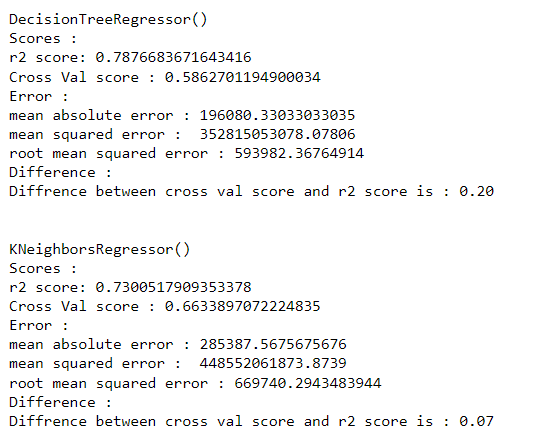 DecisionTreeRegressor()
Scores :
r2 score: 0.7876683671643416
Cross Val score : 0.5862701194900034
Error :
mean absolute error : 196080.33033033035
mean squared error :  352815053078.07806
root mean squared error : 593982.36764914
Difference :
Diffrence between cross val score and r2 score is : 0.20
KNeighborsRegressor()
Scores :
r2 score: 0.7300517909353378
Cross Val score : 0.6633897072224835
Error :
mean absolute error : 285387.5675675676
mean squared error :  448552061873.8739
root mean squared error : 669740.2943483944
Difference :
Diffrence between cross val score and r2 score is : 0.07